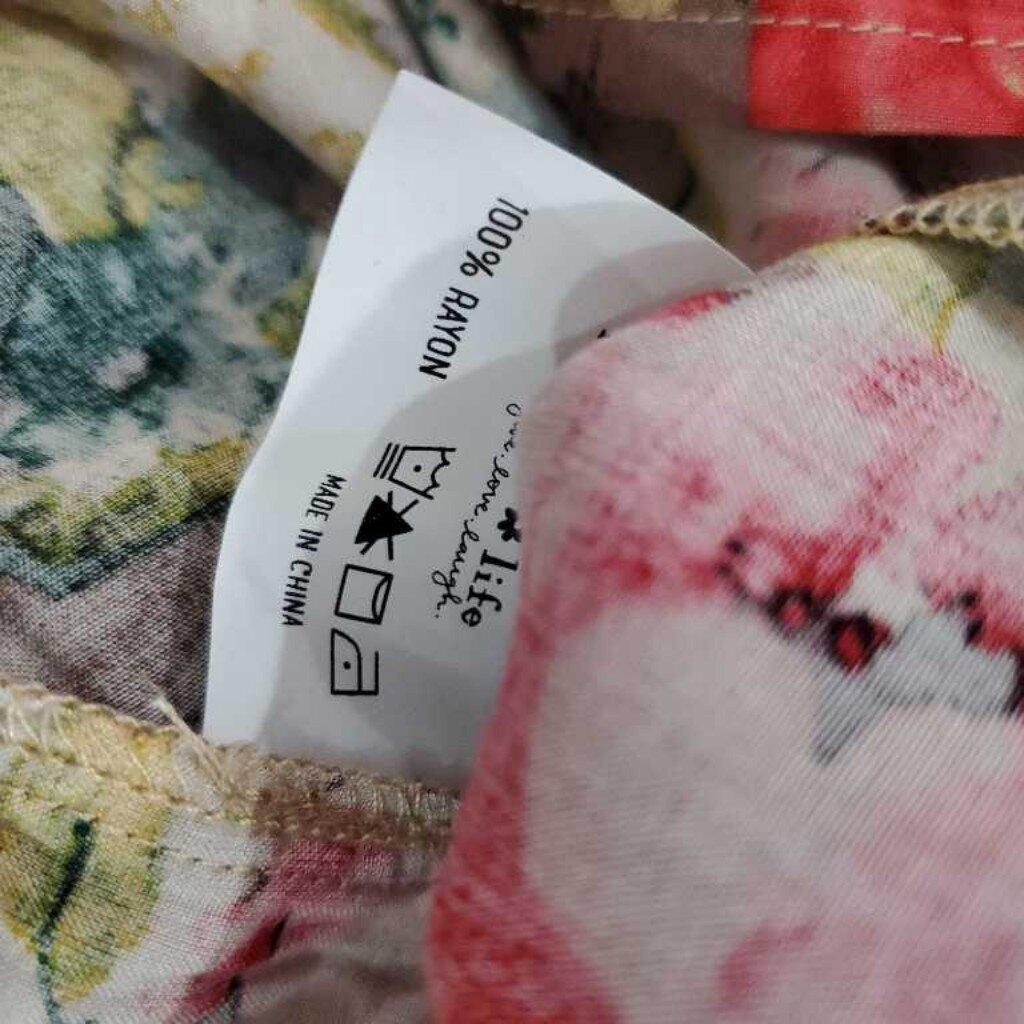 life
live.love.laugh.
100% RAYON
MADE IN CHINA